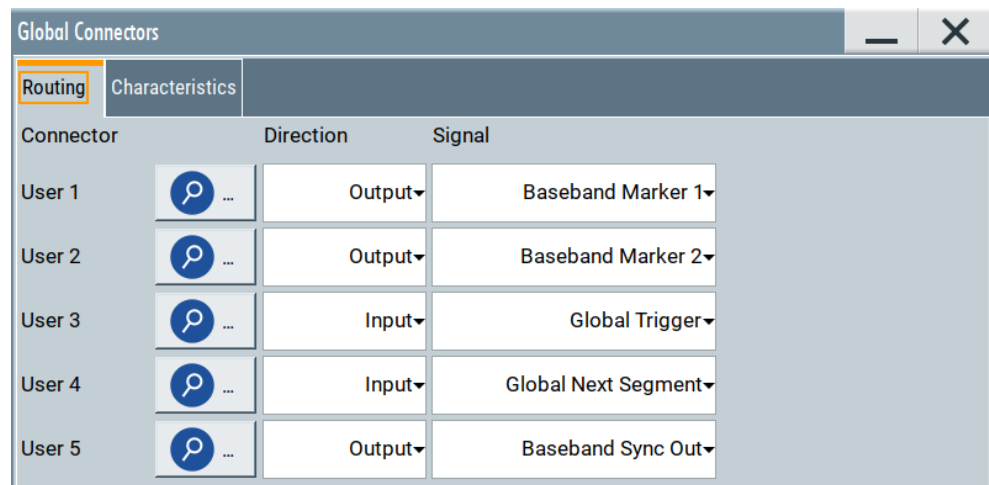 Global Connectors
Routing Characteristics
Connector Direction Signal
User 1 ... Output Baseband Marker 1
User 2 ... Output Baseband Marker 2
User 3 ... Input Global Trigger
User 4 ... Input Global Next Segment
User 5 ... Output Baseband Sync Out